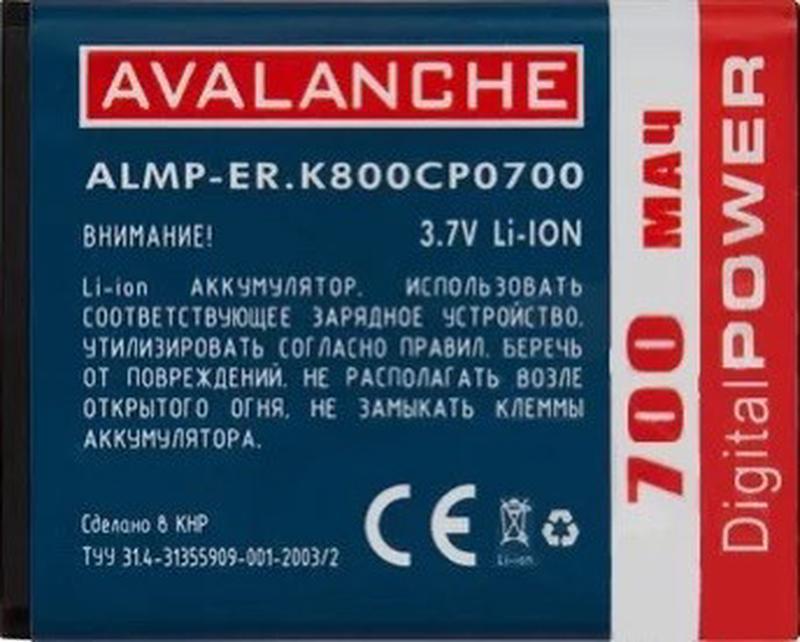 AVALANCHE
ALMP-ER.K800CP0700
ВНИМАНИЕ!
3.7V Li-ION
Li-ion АККУМУЛЯТОР. ИСПОЛЬЗОВАТЬ
СООТВЕТСТВУЮЩЕЕ ЗАРЯДНОЕ УСТРОЙСТВО.
УТИЛИЗИРОВАТЬ СОГЛАСНО ПРАВИЛ. БЕРЕЧЬ
ОТ ПОВРЕЖДЕНИЙ. НЕ РАСПОЛАГАТЬ ВОЗЛЕ
ОТКРЫТОГО ОГНЯ. НЕ ЗАМЫКАТЬ КЛЕММЫ
АККУМУЛЯТОРА.
Сделано в КНР
ТУУ 31.4-31355909-001-2003/2
CE
Li-ion
700 МАЧ
DigitalPOWER